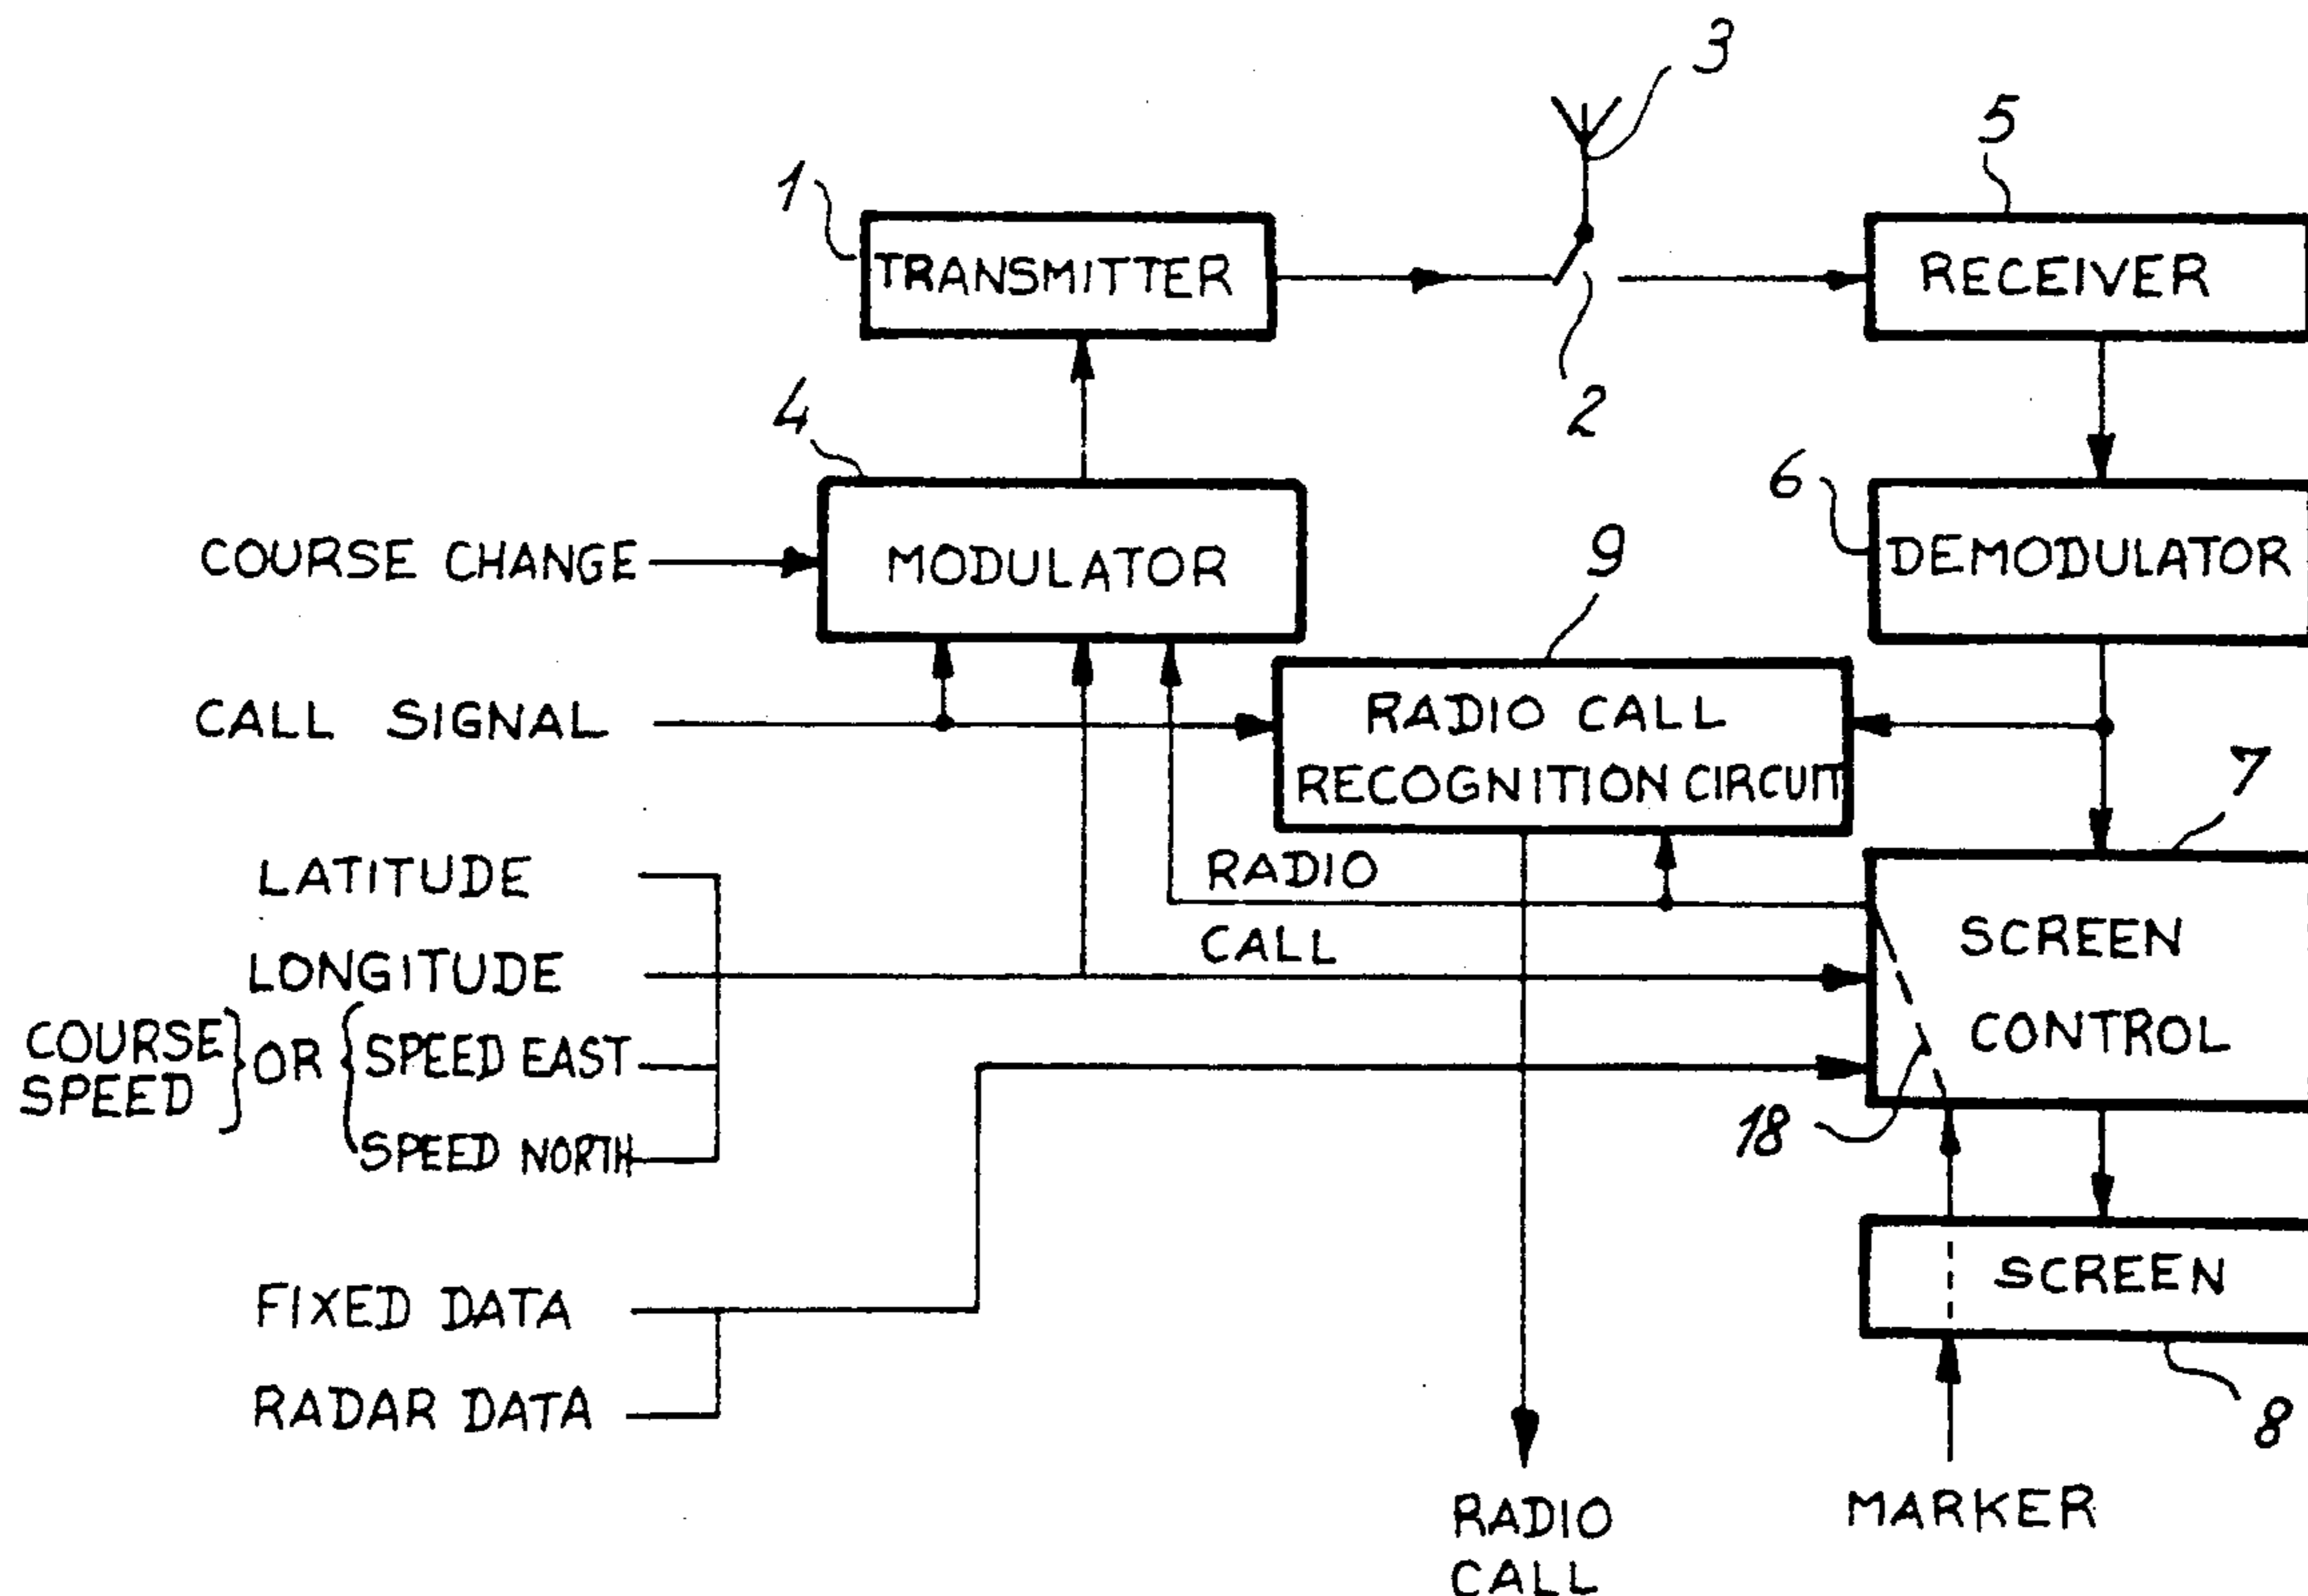 3
5
1
TRANSMITTER
RECEIVER
2
4
6
9
COURSE CHANGE
MODULATOR
DEMODULATOR
CALL SIGNAL
RADIO CALL
RECOGNITION CIRCUIT
7
LATITUDE
RADIO
CALL
SCREEN
CONTROL
LONGITUDE
COURSE
SPEED
OR
SPEED EAST
SPEED NORTH
18
FIXED DATA
SCREEN
RADAR DATA
8
RADIO
CALL
MARKER